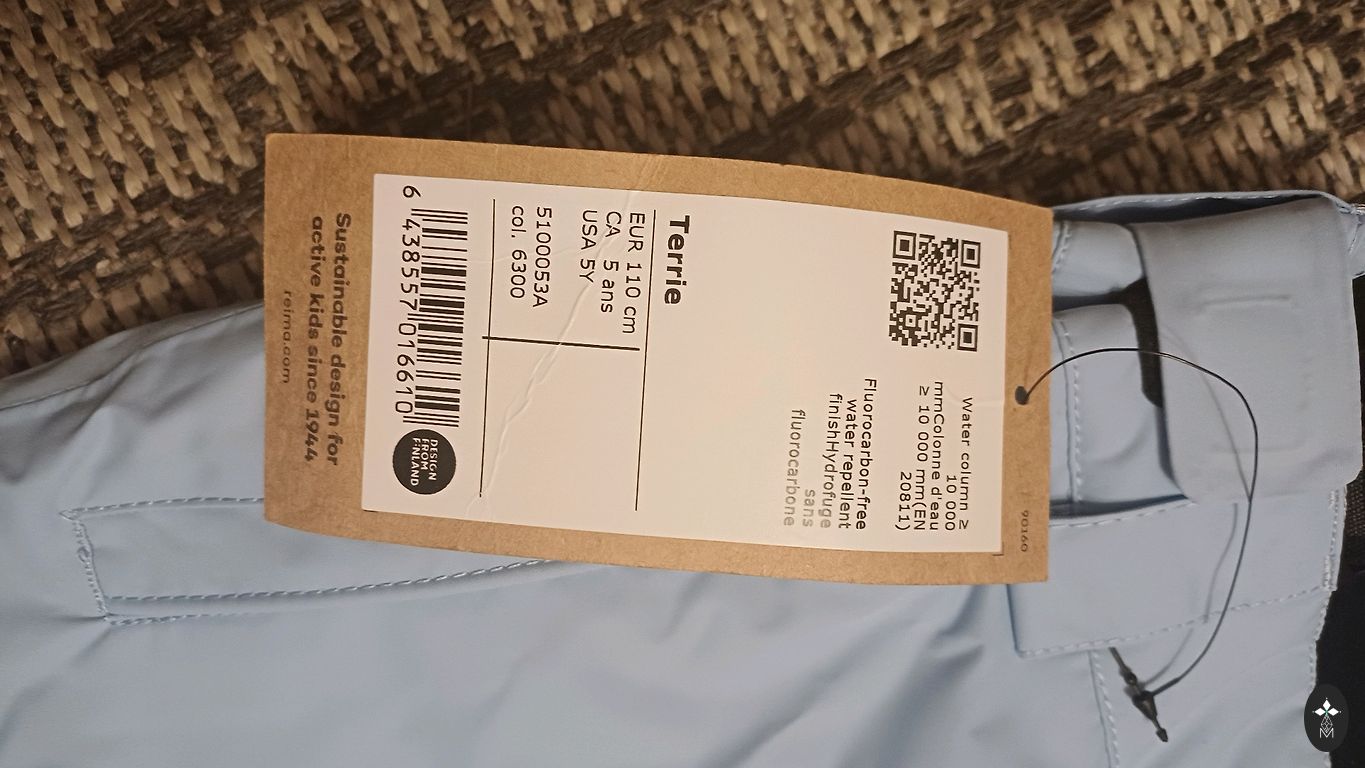 90160
Water column ≥
10 000
mmColonne d'eau
≥ 10 000 mm(EN
20811)
Fluorocarbon-free
water repellent
finishHydrofuge
sans
fluorocarbone
Terrie
EUR 110 cm
CA 5 ans
USA 5Y
5100053A
col. 6300
6 438557 016610
DESIGN
FROM
FINLAND
Sustainable design for
active kids since 1944
reima.com
M